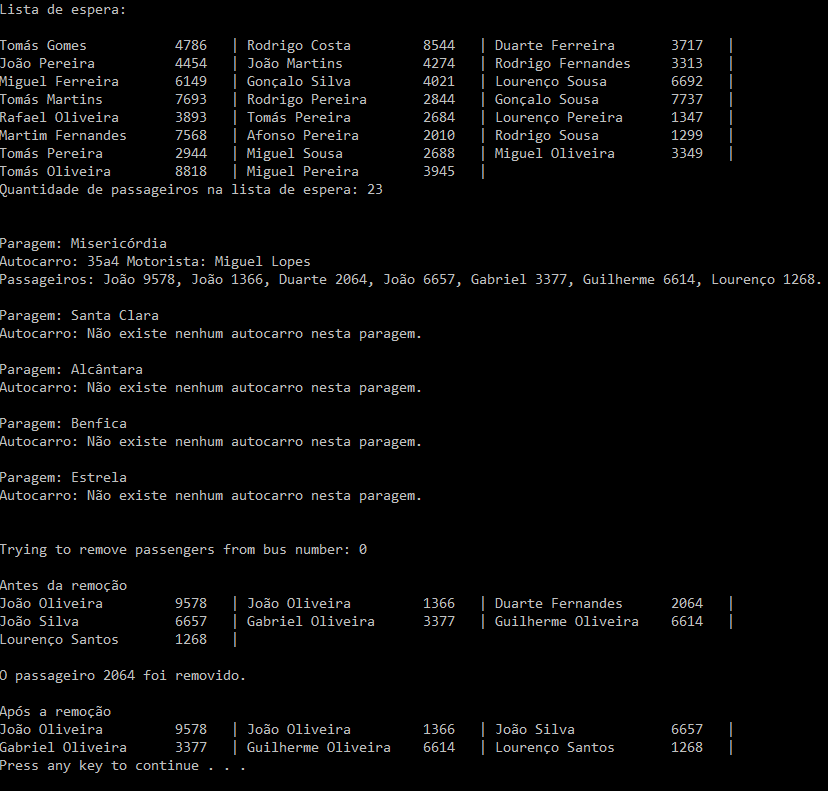 Lista de espera:
Tomás Gomes 4786 | Rodrigo Costa 8544 | Duarte Ferreira 3717 |
João Pereira 4454 | João Martins 4274 | Rodrigo Fernandes 3313 |
Miguel Ferreira 6149 | Gonçalo Silva 4021 | Lourenço Sousa 6692 |
Tomás Martins 7693 | Rodrigo Pereira 2844 | Gonçalo Sousa 7737 |
Rafael Oliveira 3893 | Tomás Pereira 2684 | Lourenço Pereira 1347 |
Martim Fernandes 7568 | Afonso Pereira 2010 | Rodrigo Sousa 1299 |
Tomás Pereira 2944 | Miguel Sousa 2688 | Miguel Oliveira 3349 |
Tomás Oliveira 8818 | Miguel Pereira 3945 |
Quantidade de passageiros na lista de espera: 23
Paragem: Misericórdia
Autocarro: 35a4 Motorista: Miguel Lopes
Passageiros: João 9578, João 1366, Duarte 2064, João 6657, Gabriel 3377, Guilherme 6614, Lourenço 1268.
Paragem: Santa Clara
Autocarro: Não existe nenhum autocarro nesta paragem.
Paragem: Alcântara
Autocarro: Não existe nenhum autocarro nesta paragem.
Paragem: Benfica
Autocarro: Não existe nenhum autocarro nesta paragem.
Paragem: Estrela
Autocarro: Não existe nenhum autocarro nesta paragem.
Trying to remove passengers from bus number: 0
Antes da remoção
João Oliveira 9578 | João Oliveira 1366 | Duarte Fernandes 2064 |
João Silva 6657 | Gabriel Oliveira 3377 | Guilherme Oliveira 6614 |
Lourenço Santos 1268 |
O passageiro 2064 foi removido.
Após a remoção
João Oliveira 9578 | João Oliveira 1366 | João Silva 6657 |
Gabriel Oliveira 3377 | Guilherme Oliveira 6614 | Lourenço Santos 1268 |
Press any key to continue . . .